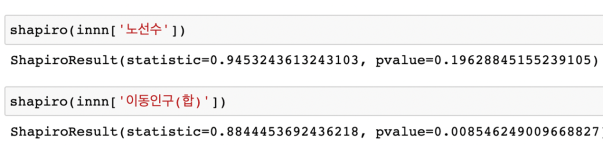 shapiro(innn['노선수'])
ShapiroResult(statistic=0.9453243613243103, pvalue=0.19628845155239105)
shapiro(innn['이동인구(합)'])
ShapiroResult(statistic=0.8844453692436218, pvalue=0.008546249009668827)